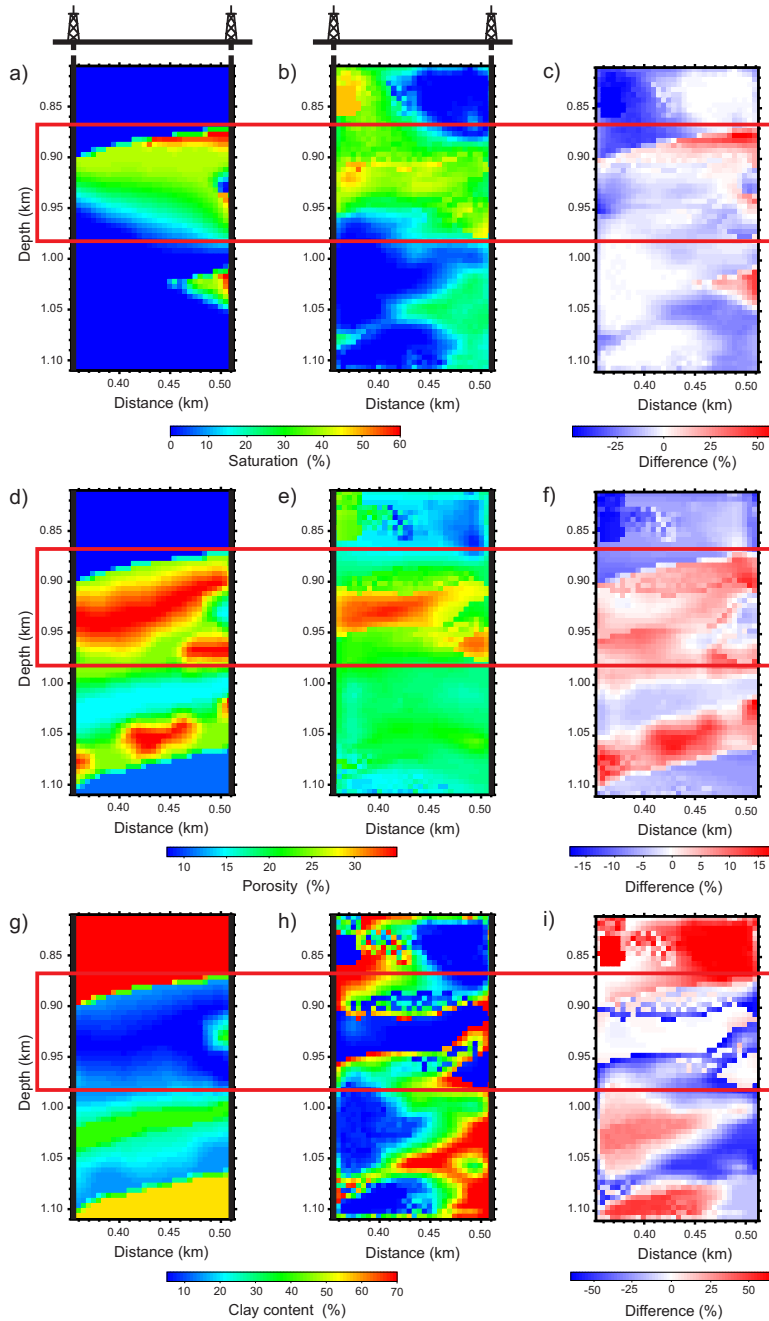 a)
b)
c)
0.85
0.90
0.95
1.00
1.05
1.10
Depth (km)
0.40 0.45 0.50
0.40 0.45 0.50
0.40 0.45 0.50
Distance (km)
Distance (km)
Distance (km)
0 10 20 30 40 50 60
Saturation (%)
-25 0 25 50
Difference (%)
d)
e)
f)
0.85
0.90
0.95
1.00
1.05
1.10
Depth (km)
0.40 0.45 0.50
0.40 0.45 0.50
0.40 0.45 0.50
Distance (km)
Distance (km)
Distance (km)
10 15 20 25 30
Porosity (%)
-15 -10 -5 0 5 10 15
Difference (%)
g)
h)
i)
0.85
0.90
0.95
1.00
1.05
1.10
Depth (km)
0.40 0.45 0.50
0.40 0.45 0.50
0.40 0.45 0.50
Distance (km)
Distance (km)
Distance (km)
10 20 30 40 50 60 70
Clay content (%)
-50 -25 0 25 50
Difference (%)